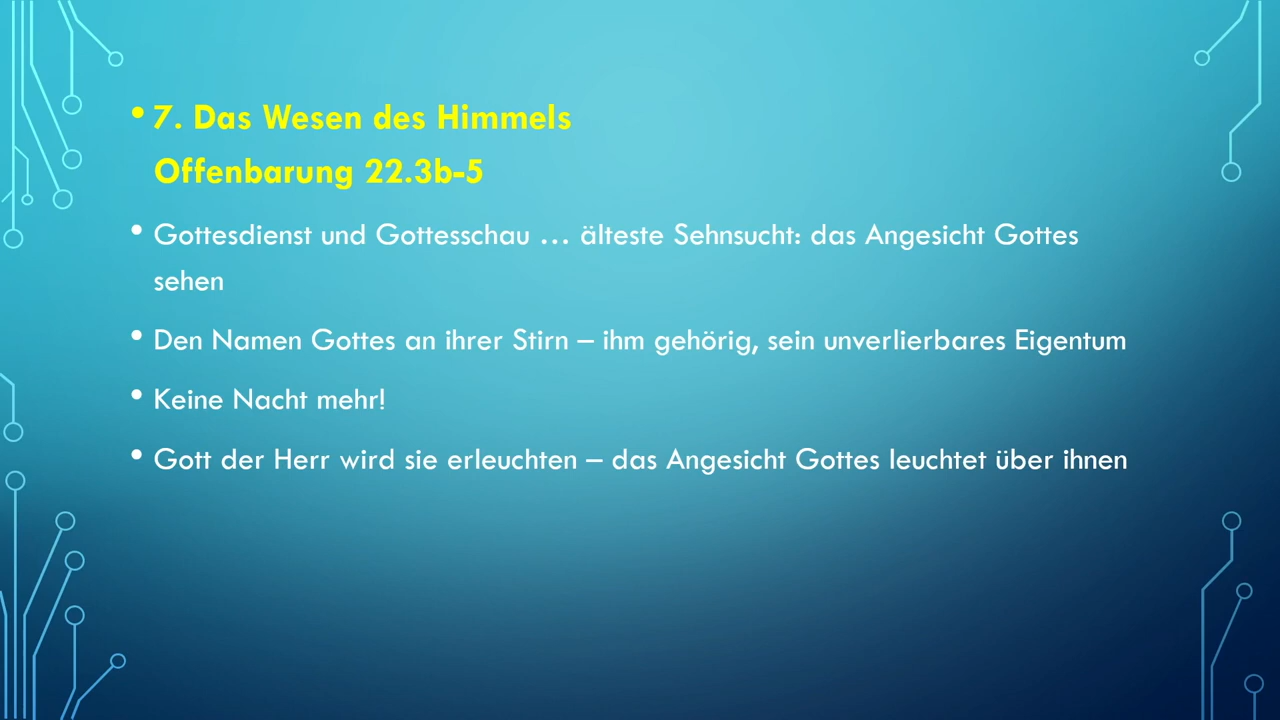 • 7. Das Wesen des Himmels
Offenbarung 22.3b-5
• Gottesdienst und Gottesschau … älteste Sehnsucht: das Angesicht Gottes
sehen
• Den Namen Gottes an ihrer Stirn – ihm gehörig, sein unverlierbares Eigentum
• Keine Nacht mehr!
• Gott der Herr wird sie erleuchten – das Angesicht Gottes leuchtet über ihnen